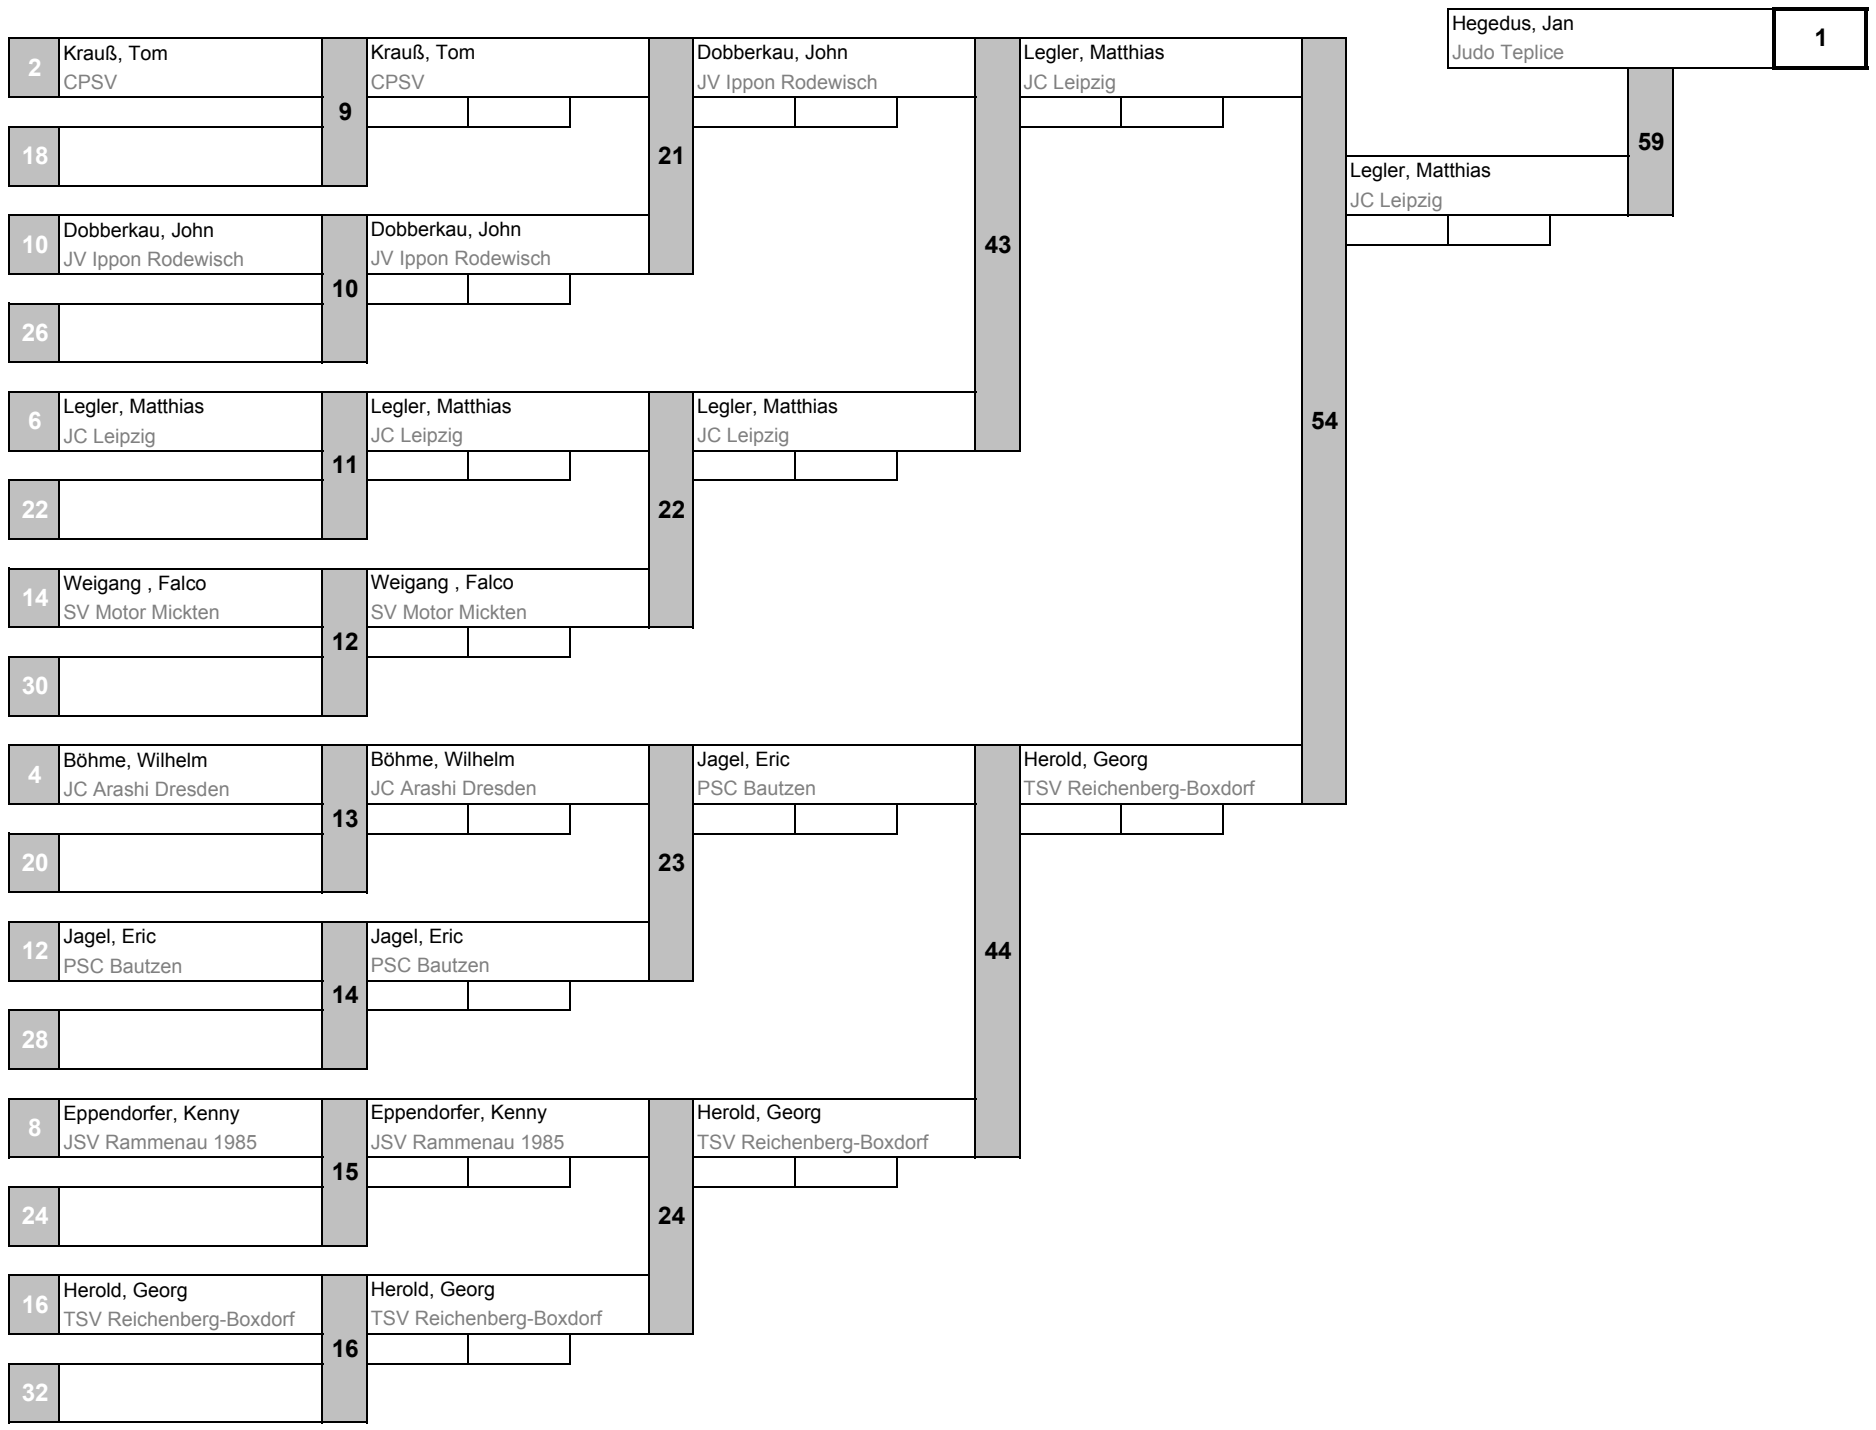 Hegedus, Jan
Judo Teplice
1
2
Krauß, Tom
CPSV
9
Krauß, Tom
CPSV
21
Dobberkau, John
JV Ippon Rodewisch
43
Legler, Matthias
JC Leipzig
54
59
18
Legler, Matthias
JC Leipzig
10
Dobberkau, John
JV Ippon Rodewisch
10
Dobberkau, John
JV Ippon Rodewisch
26
6
Legler, Matthias
JC Leipzig
11
Legler, Matthias
JC Leipzig
22
Legler, Matthias
JC Leipzig
22
14
Weigang , Falco
SV Motor Mickten
12
Weigang , Falco
SV Motor Mickten
30
4
Böhme, Wilhelm
JC Arashi Dresden
13
Böhme, Wilhelm
JC Arashi Dresden
23
Jagel, Eric
PSC Bautzen
44
Herold, Georg
TSV Reichenberg-Boxdorf
20
12
Jagel, Eric
PSC Bautzen
14
Jagel, Eric
PSC Bautzen
28
8
Eppendorfer, Kenny
JSV Rammenau 1985
15
Eppendorfer, Kenny
JSV Rammenau 1985
24
Herold, Georg
TSV Reichenberg-Boxdorf
24
16
Herold, Georg
TSV Reichenberg-Boxdorf
16
Herold, Georg
TSV Reichenberg-Boxdorf
32